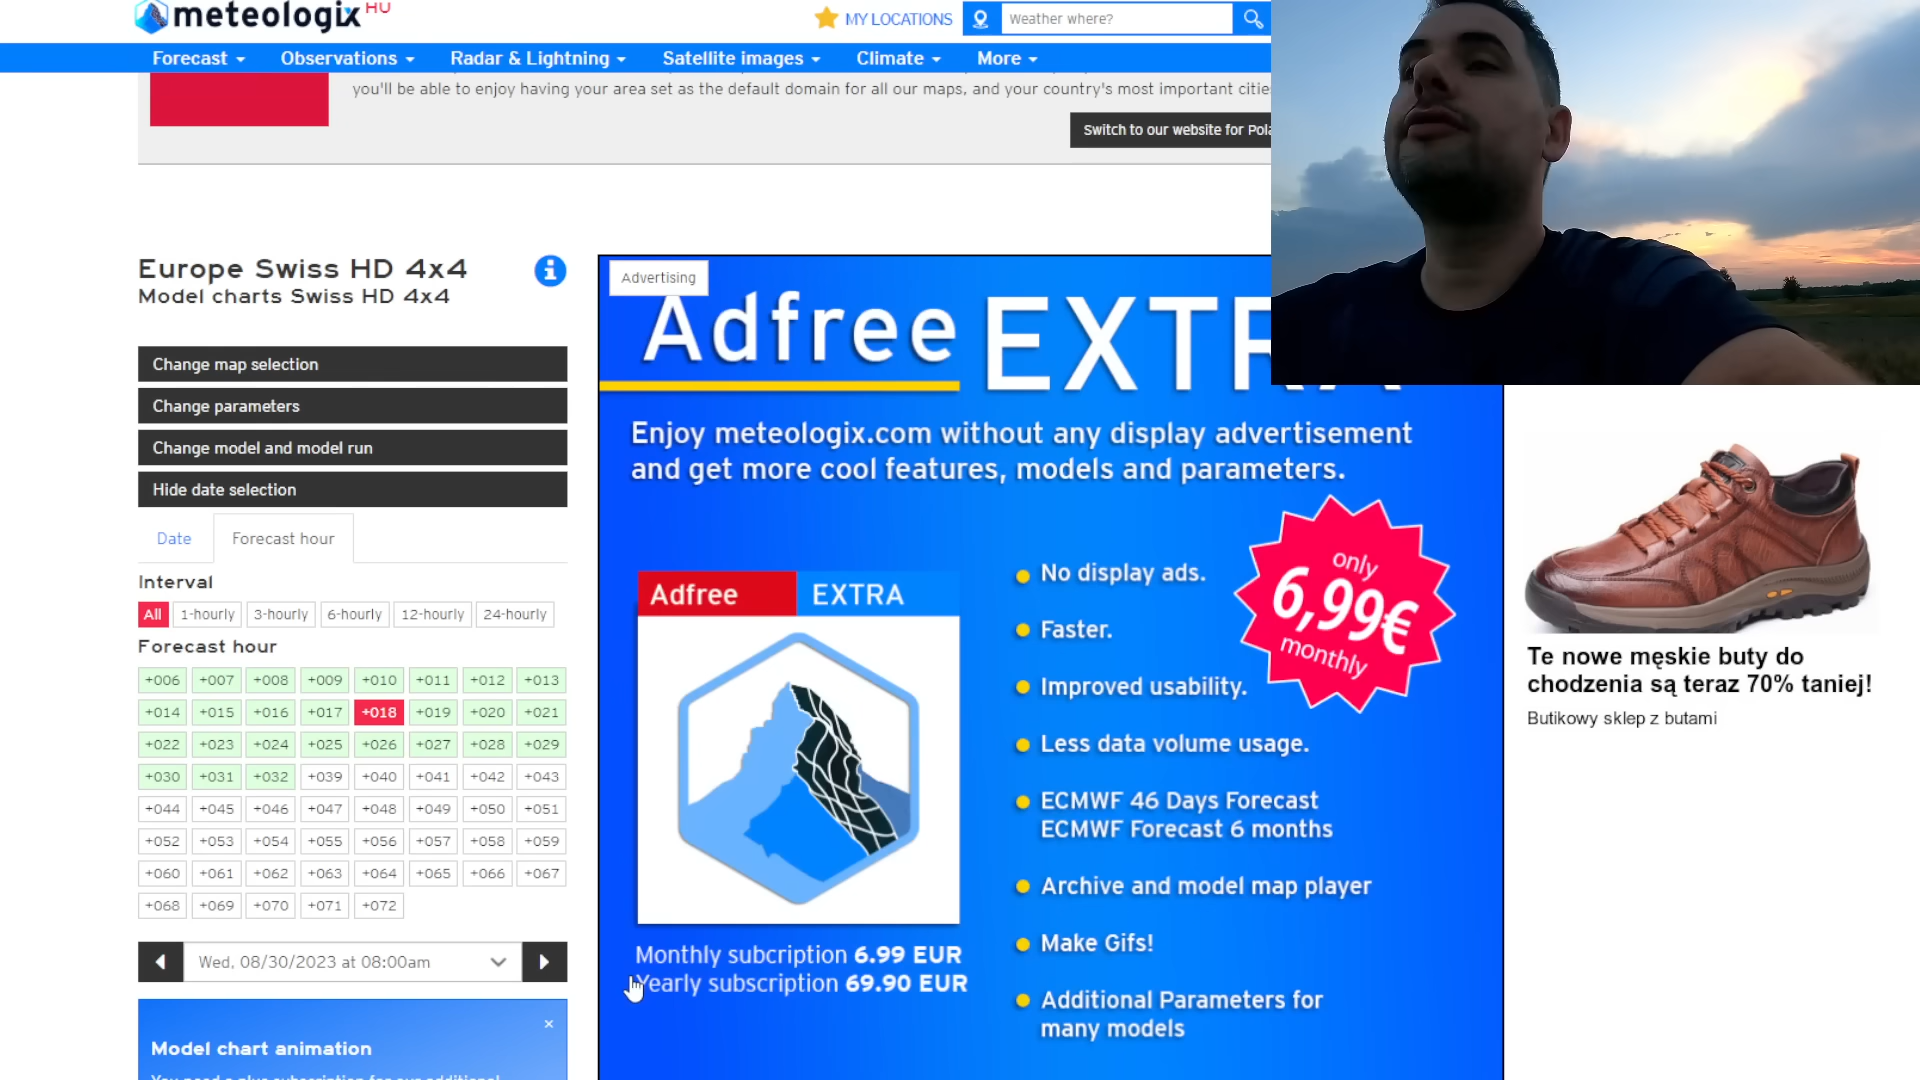 meteologix HU
MY LOCATIONS
Weather where?
Forecast
Observations
Radar & Lightning
Satellite images
Climate
More
you'll be able to enjoy having your area set as the default domain for all our maps, and your country's most important
Switch to our website for
Europe Swiss HD 4x4
Model charts Swiss HD 4x4
Change map selection
Change parameters
Change model and model run
Hide date selection
Date
Forecast hour
Interval
All 1-hourly 3-hourly 6-hourly 12-hourly 24-hourly
Forecast hour
+006 +007 +008 +009 +010 +011 +012 +013
+014 +015 +016 +017 +018 +019 +020 +021
+022 +023 +024 +025 +026 +027 +028 +029
+030 +031 +032 +039 +040 +041 +042 +043
+044 +045 +046 +047 +048 +049 +050 +051
+052 +053 +054 +055 +056 +057 +058 +059
+060 +061 +062 +063 +064 +065 +066 +067
+068 +069 +070 +071 +072
Wed, 08/30/2023 at 08:00am
Model chart animation
You need a plus subscription for our additional
Advertising
Adfree EXTRA
Enjoy meteologix.com without any display advertisement
and get more cool features, models and parameters.
only
6,99€
monthly
Adfree EXTRA
No display ads.
Faster.
Improved usability.
Less data volume usage.
ECMWF 46 Days Forecast
ECMWF Forecast 6 months
Archive and model map player
Make Gifs!
Additional Parameters for
many models
Monthly subcription 6.99 EUR
Yearly subscription 69.90 EUR
Te nowe męskie buty do
chodzenia są teraz 70% taniej!
Butikowy sklep z butami